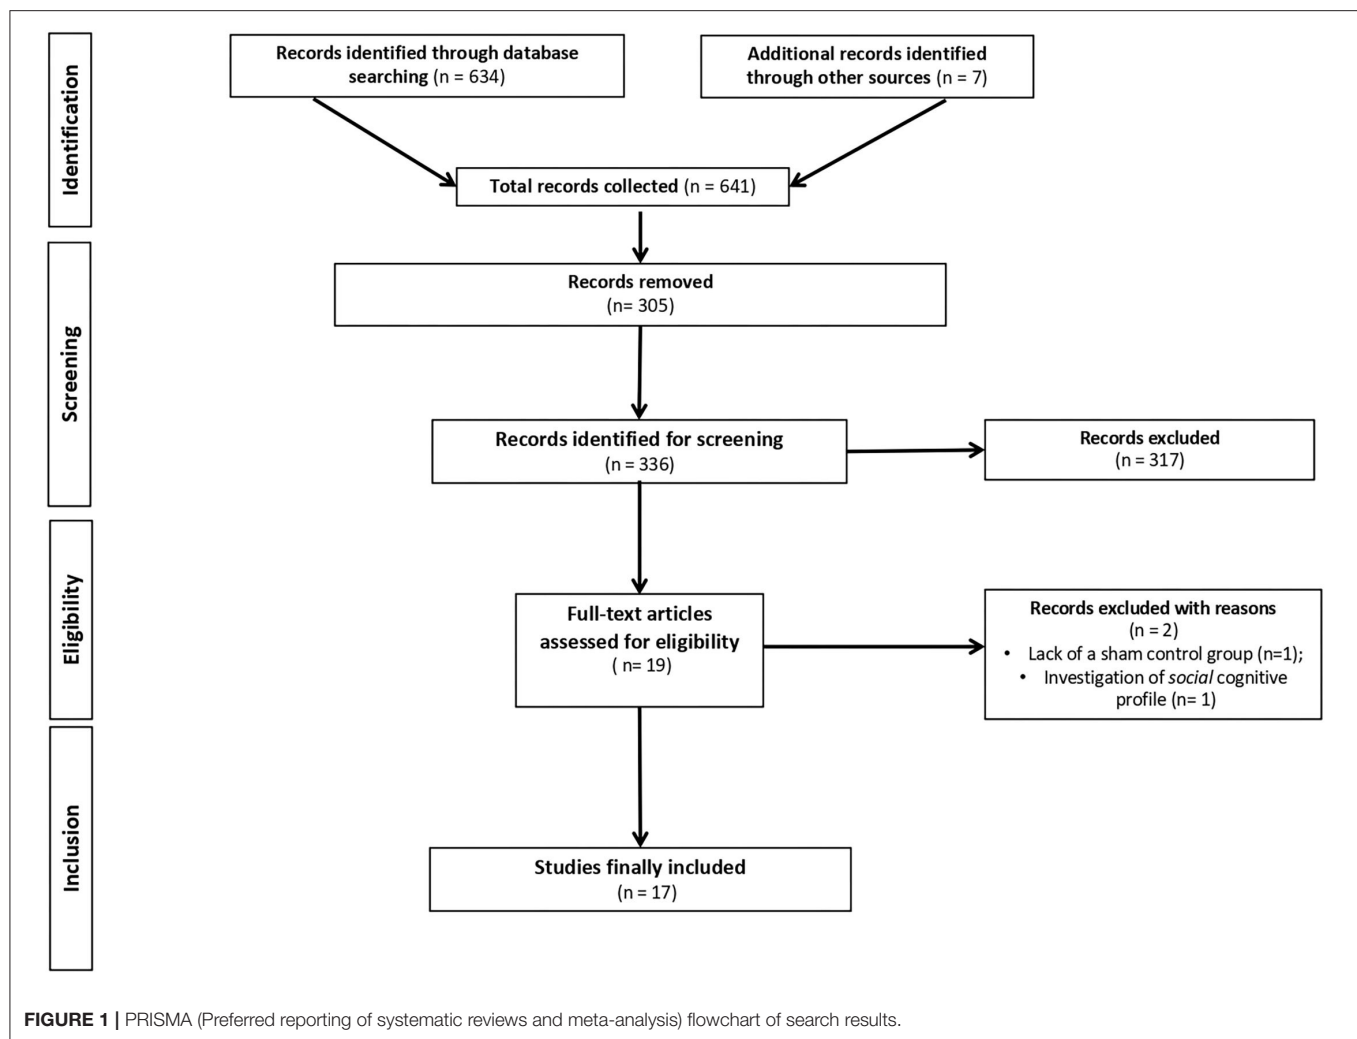 Identification
Records identified through database
searching (n = 634)
Additional records identified
through other sources (n = 7)
Total records collected (n = 641)
Screening
Records removed
(n= 305)
Records identified for screening
(n = 336)
Records excluded
(n = 317)
Eligibility
Full-text articles
assessed for eligibility
( n= 19)
Records excluded with reasons
(n = 2)
• Lack of a sham control group (n=1);
• Investigation of social cognitive
profile (n= 1)
Inclusion
Studies finally included
(n = 17)
FIGURE 1 | PRISMA (Preferred reporting of systematic reviews and meta-analysis) flowchart of search results.